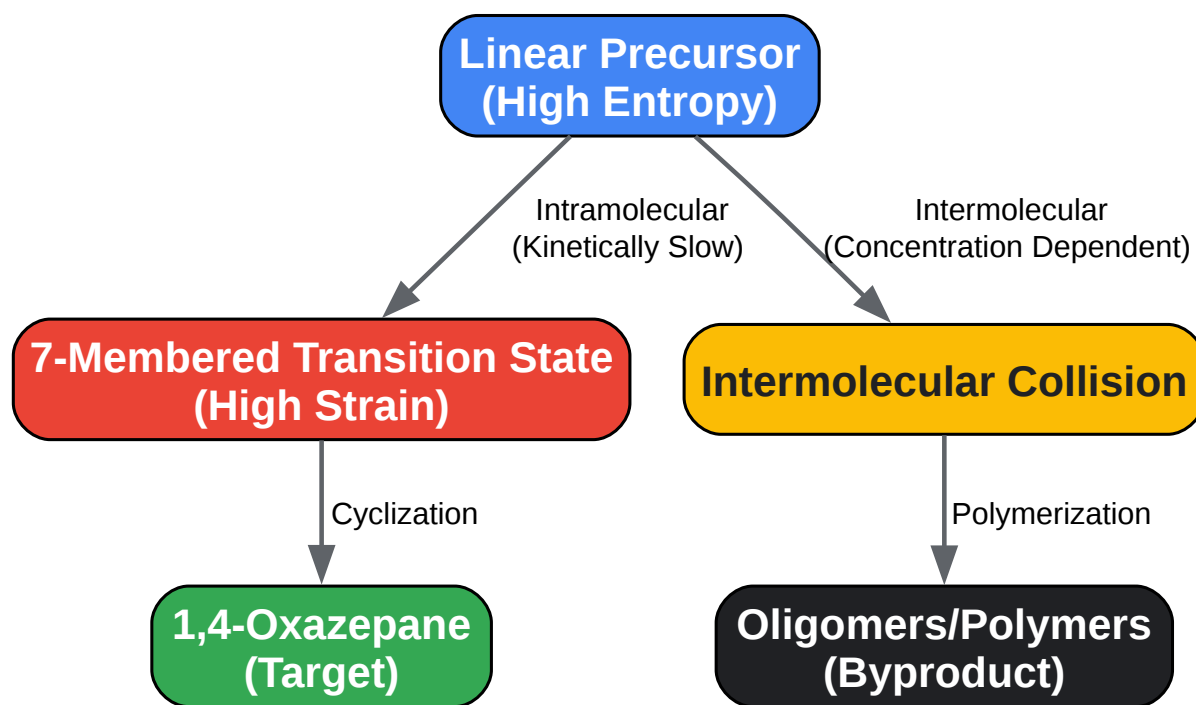 Linear Precursor
(High Entropy)
Intramolecular
(Kinetically Slow)
Intermolecular
(Concentration Dependent)
7-Membered Transition State
(High Strain)
Intermolecular Collision
Cyclization
Polymerization
1,4-Oxazepane
(Target)
Oligomers/Polymers
(Byproduct)